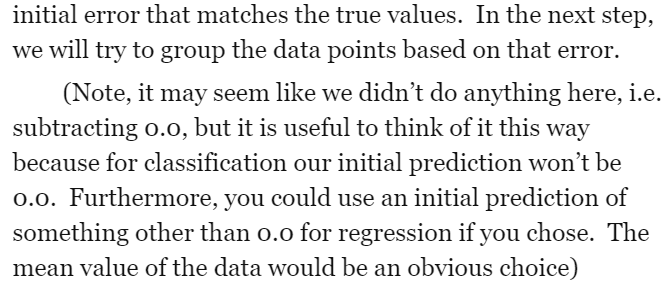 initial error that matches the true values.  In the next step,
we will try to group the data points based on that error.
(Note, it may seem like we didn’t do anything here, i.e.
subtracting 0.0, but it is useful to think of it this way
because for classification our initial prediction won’t be
0.0.  Furthermore, you could use an initial prediction of
something other than 0.0 for regression if you chose.  The
mean value of the data would be an obvious choice)